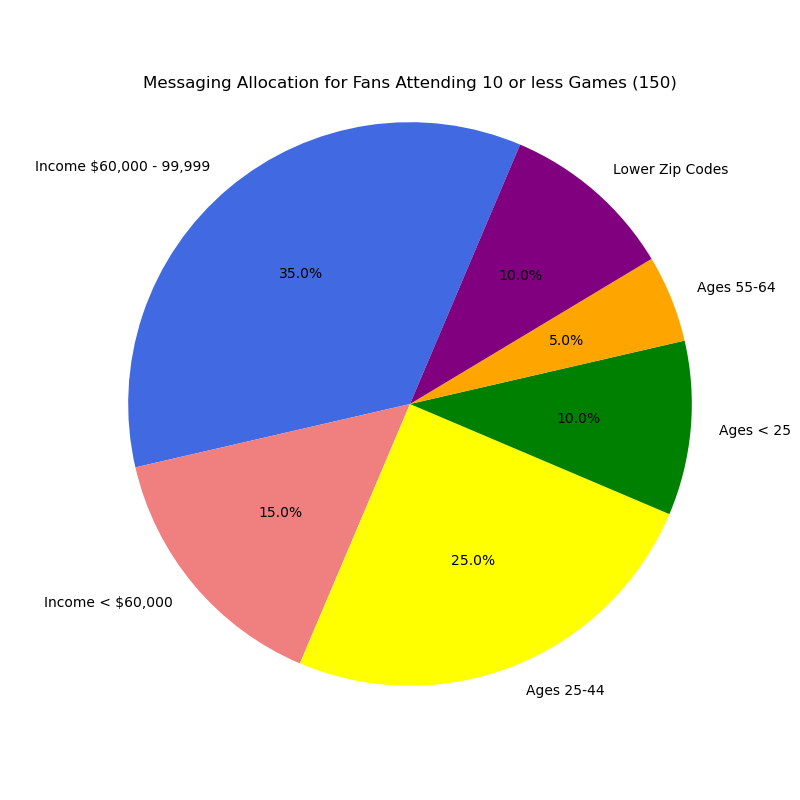 Messaging Allocation for Fans Attending 10 or less Games (150)
Income $60,000 - 99,999
Lower Zip Codes
35.0%
10.0%
Ages 55-64
5.0%
10.0%
Ages < 25
15.0%
25.0%
Income < $60,000
Ages 25-44